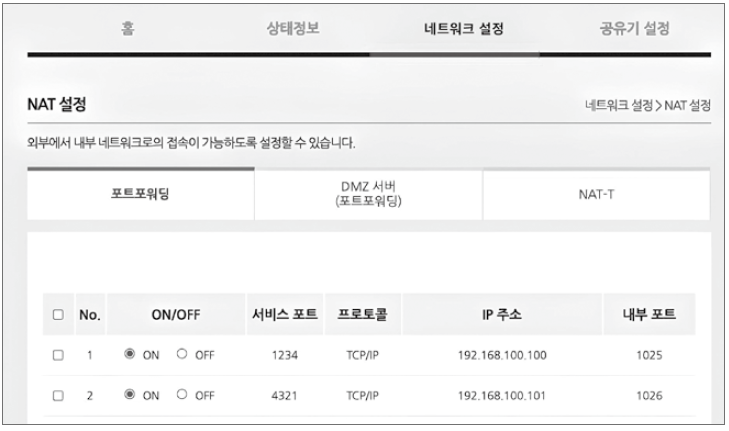 홈 상태정보 네트워크 설정 공유기 설정
NAT 설정 네트워크 설정 > NAT 설정
외부에서 내부 네트워크로의 접속이 가능하도록 설정할 수 있습니다.
포트포워딩 DMZ 서버 (포트포워딩) NAT-T
No. ON/OFF 서비스 포트 프로토콜 IP 주소 내부 포트
1 ON OFF 1234 TCP/IP 192.168.100.100 1025
2 ON OFF 4321 TCP/IP 192.168.100.101 1026